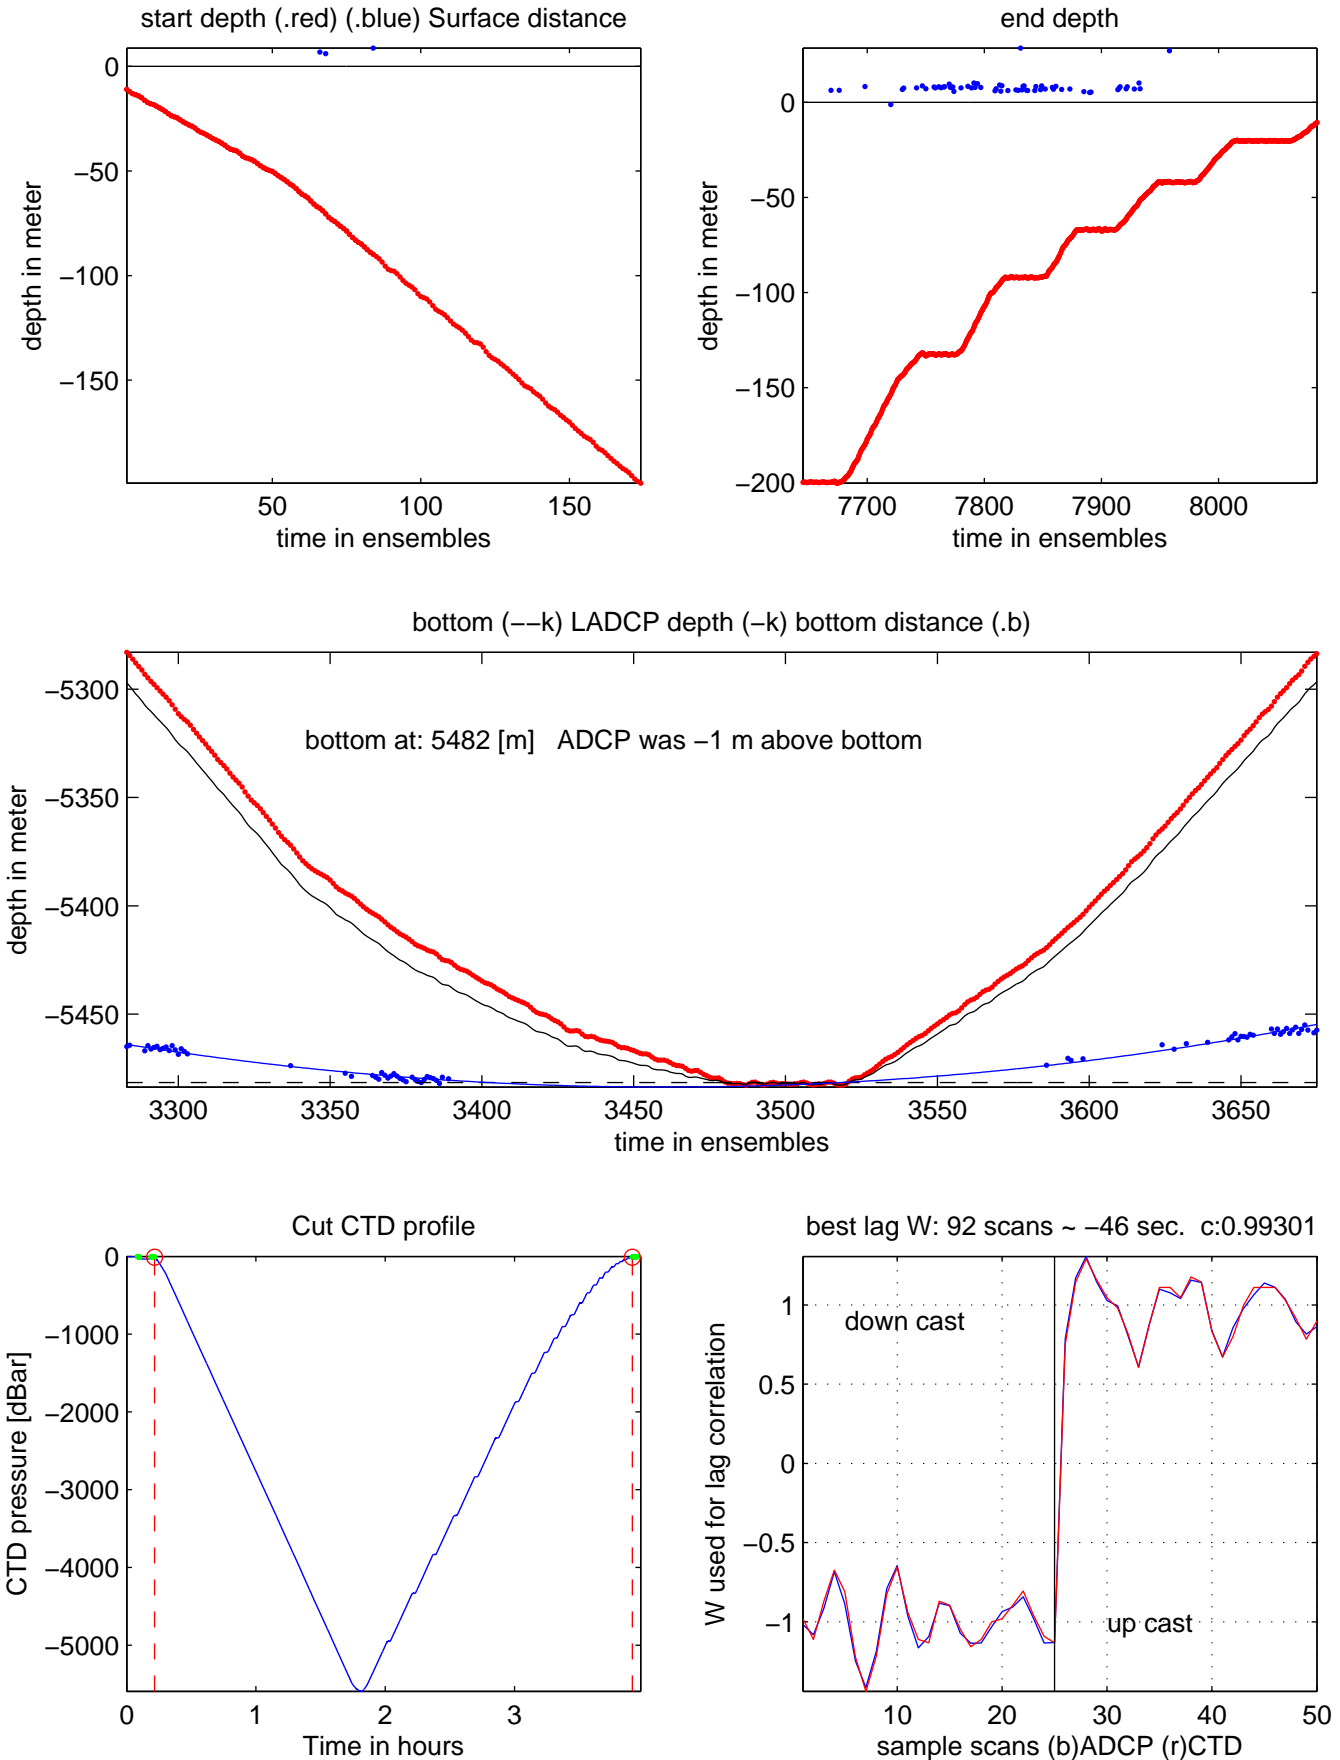 start depth (.red) (.blue) Surface distance
0
−50
−100
−150
depth in meter
50
100
150
time in ensembles
end depth
0
−50
−100
−150
−200
depth in meter
7700
7800
7900
8000
time in ensembles
bottom (−−k) LADCP depth (−k) bottom distance (.b)
−5300
−5350
−5400
−5450
depth in meter
bottom at: 5482 [m] ADCP was −1 m above bottom
3300
3350
3400
3450
3500
3550
3600
3650
time in ensembles
Cut CTD profile
0
−1000
−2000
−3000
−4000
−5000
CTD pressure [dBar]
0
1
2
3
Time in hours
best lag W: 92 scans ~ −46 sec. c:0.99301
1
0.5
0
−0.5
−1
W used for lag correlation
down cast
up cast
10
20
30
40
50
sample scans (b)ADCP (r)CTD